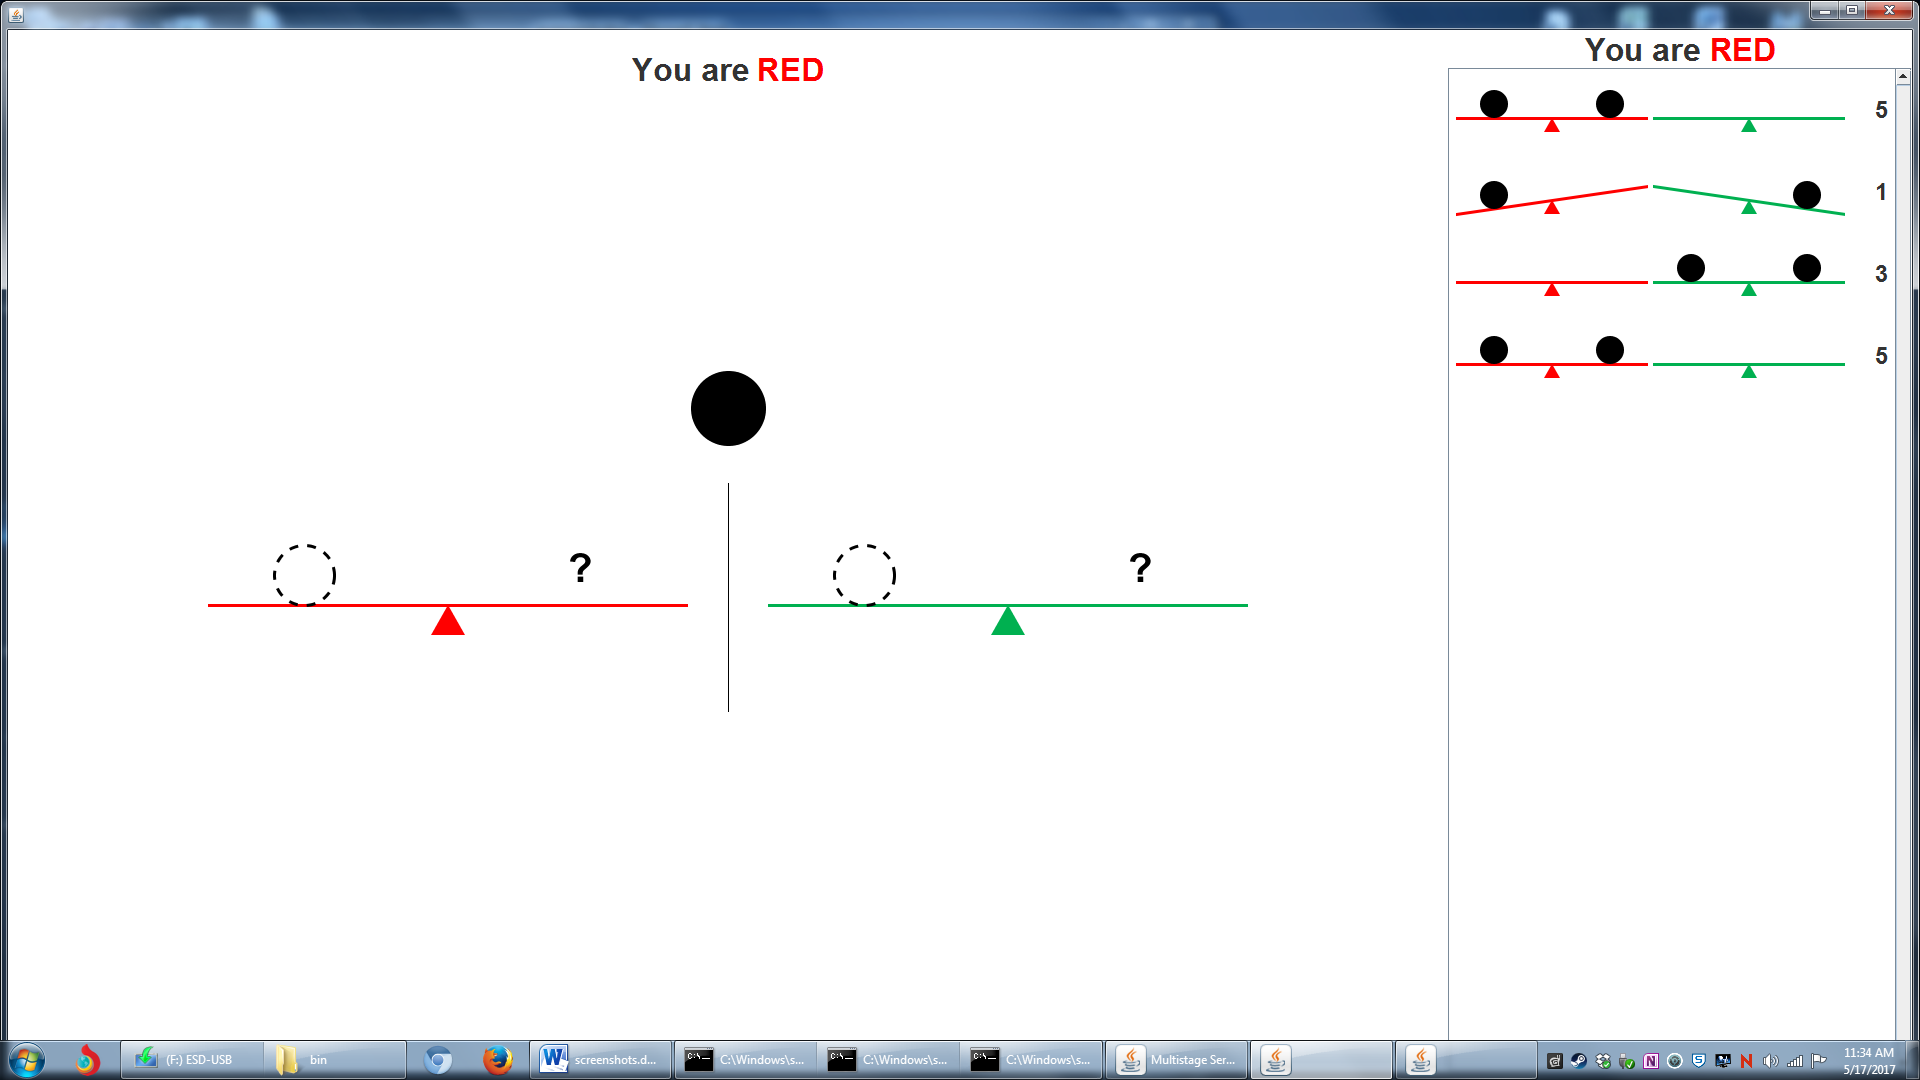 You are RED
? ?
You are RED
5
1
3
5
(F:) ESD-USB
bin
screenshots.d...
C:\Windows\s...
C:\Windows\s...
C:\Windows\s...
Multistage Ser...
11:34 AM
5/17/2017